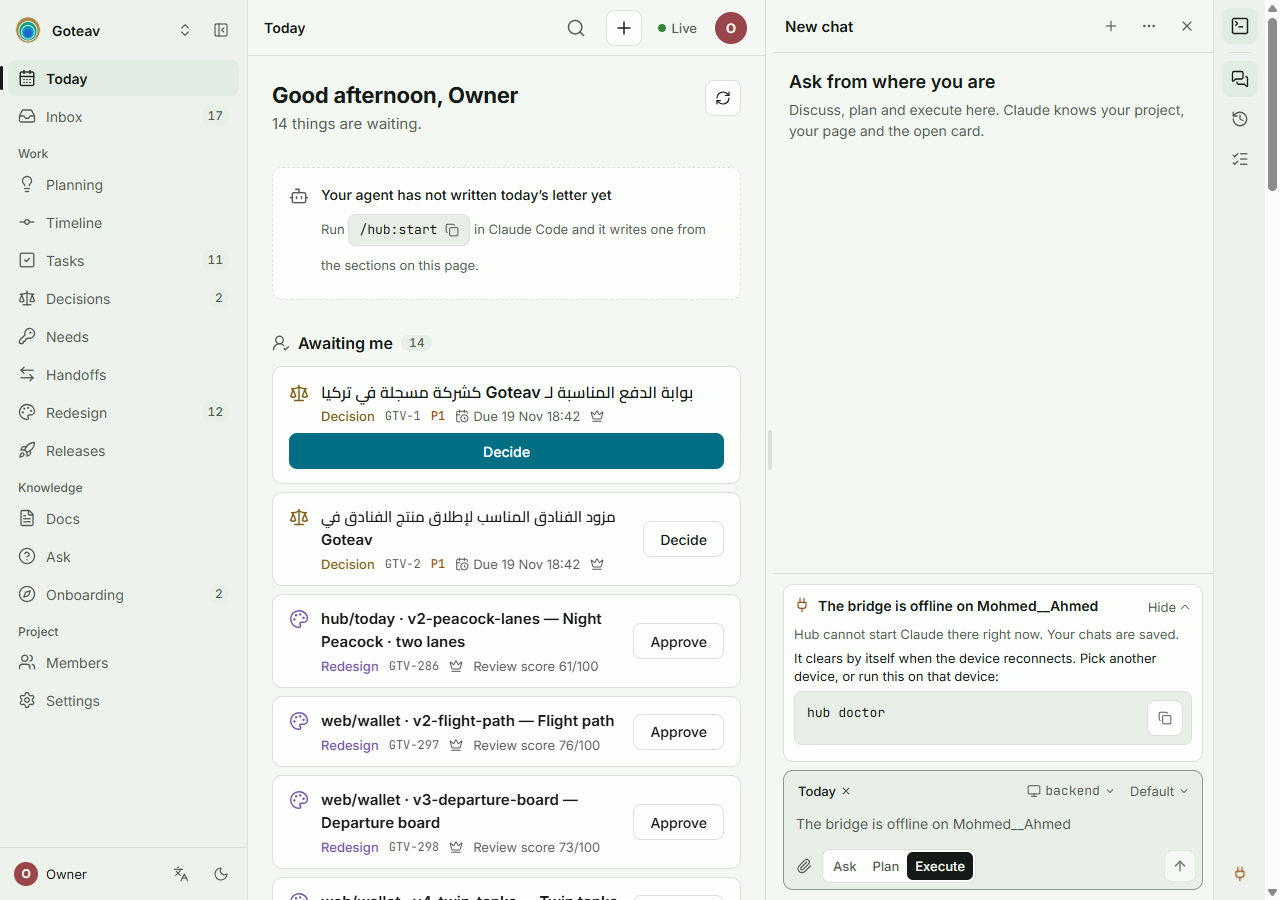 Goteav
Today
Inbox 17
Work
Planning
Timeline
Tasks 11
Decisions 2
Needs
Handoffs
Redesign 12
Releases
Knowledge
Docs
Ask
Onboarding 2
Project
Members
Settings
O Owner
Today
Live
O
Good afternoon, Owner
14 things are waiting.
Your agent has not written today’s letter yet
Run /hub:start in Claude Code and it writes one from
the sections on this page.
Awaiting me 14
بوابة الدفع المناسبة لـ Goteav كشركة مسجلة في تركيا
Decision GTV-1 P1 Due 19 Nov 18:42
Decide
مزود الفنادق المناسب لإطلاق منتج الفنادق في
Goteav
Decision GTV-2 P1 Due 19 Nov 18:42
Decide
hub/today · v2-peacock-lanes — Night
Peacock · two lanes
Redesign GTV-286 Review score 61/100
Approve
web/wallet · v2-flight-path — Flight path
Redesign GTV-297 Review score 76/100
Approve
web/wallet · v3-departure-board —
Departure board
Redesign GTV-298 Review score 73/100
Approve
New chat
Ask from where you are
Discuss, plan and execute here. Claude knows your project,
your page and the open card.
The bridge is offline on Mohmed__Ahmed
Hide
Hub cannot start Claude there right now. Your chats are saved.
It clears by itself when the device reconnects. Pick another
device, or run this on that device:
hub doctor
Today ×
backend
Default
The bridge is offline on Mohmed__Ahmed
Ask Plan Execute